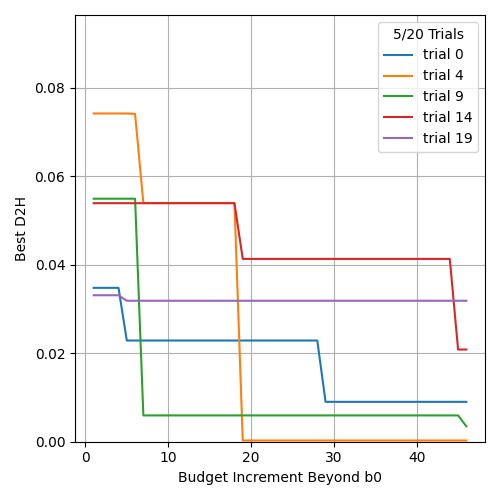 5/20 Trials
trial 0
trial 4
trial 9
trial 14
trial 19
Best D2H
0.08
0.06
0.04
0.02
0.00
0 10 20 30 40
Budget Increment Beyond b0